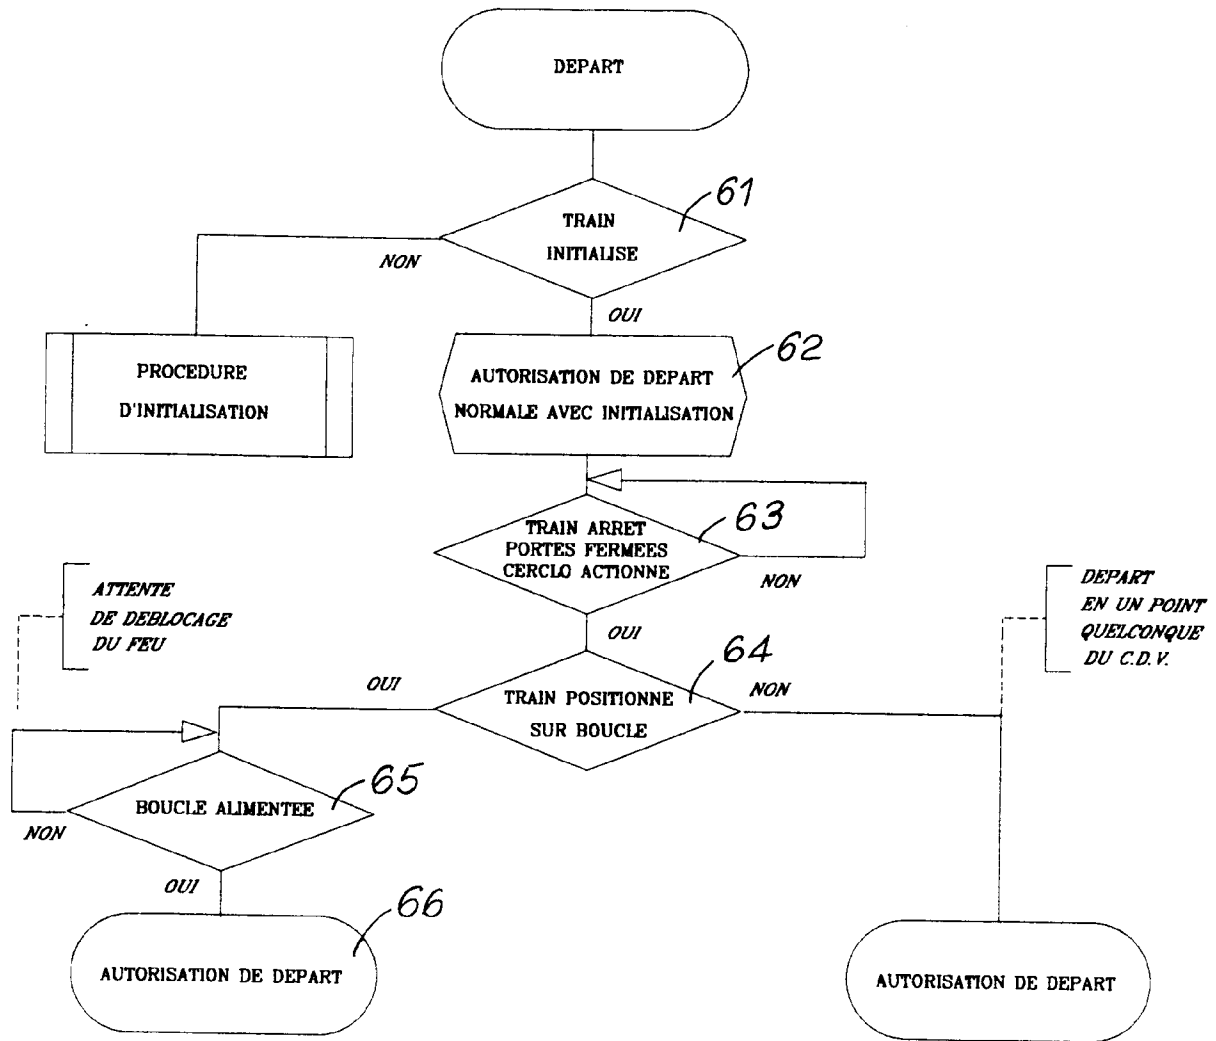 DEPART
61
TRAIN
INITIALISE
NON
OUI
PROCEDURE
D'INITIALISATION
62
AUTORISATION DE DEPART
NORMALE AVEC INITIALISATION
63
TRAIN ARRET
PORTES FERMEES
CERCLO ACTIONNE
NON
OUI
ATTENTE
DE DEBLOCAGE
DU FEU
DEPART
EN UN POINT
QUELCONQUE
DU C.D.V.
64
OUI
TRAIN POSITIONNE
SUR BOUCLE
NON
65
BOUCLE ALIMENTEE
NON
OUI
66
AUTORISATION DE DEPART
AUTORISATION DE DEPART